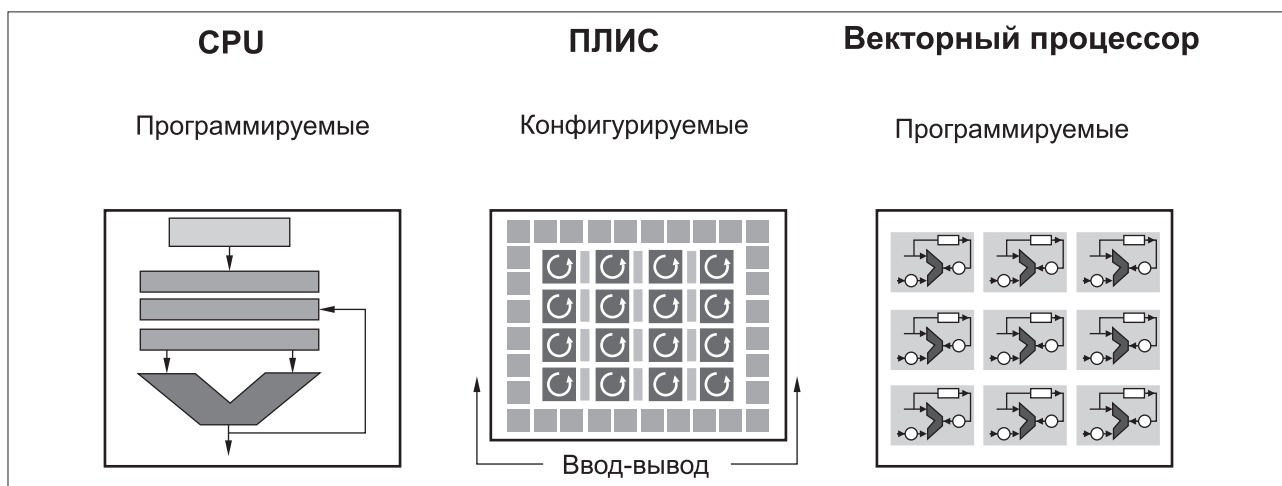 CPU
ПЛИС
Векторный процессор
Программируемые
Конфигурируемые
Программируемые
Ввод-вывод